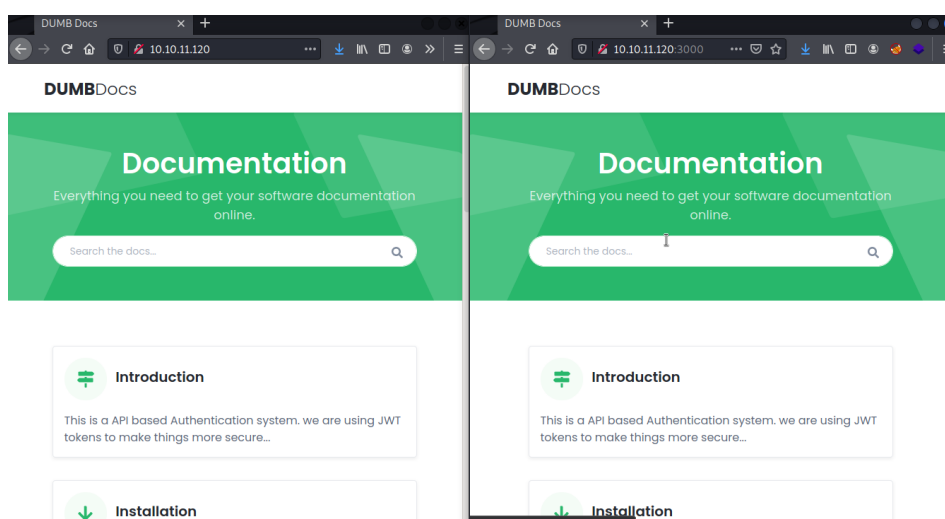 DUMB Docs
10.10.11.120
DUMBDocs
Documentation
Everything you need to get your software documentation
online.
Search the docs...
Introduction
This is a API based Authentication system. we are using JWT
tokens to make things more secure...
Installation
DUMB Docs
10.10.11.120:3000
DUMBDocs
Documentation
Everything you need to get your software documentation
online.
Search the docs...
Introduction
This is a API based Authentication system. we are using JWT
tokens to make things more secure...
Installation